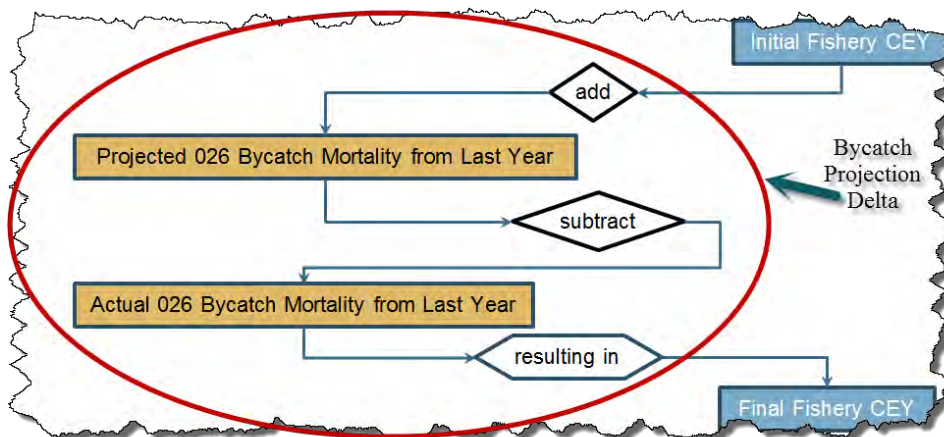 Initial Fishery CEY
add
Projected 026 Bycatch Mortality from Last Year
Bycatch
Projection
Delta
subtract
Actual 026 Bycatch Mortality from Last Year
resulting in
Final Fishery CEY